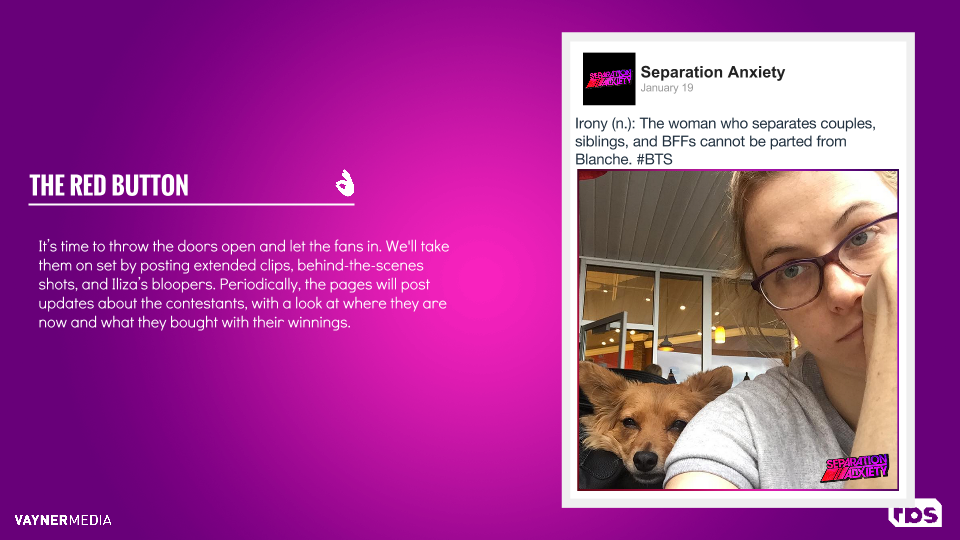 THE RED BUTTON
It's time to throw the doors open and let the fans in. We'll take
them on set by posting extended clips, behind-the-scenes
shots, and Iliza's bloopers. Periodically, the pages will post
updates about the contestants, with a look at where they are
now and what they bought with their winnings.
SEPARATION
ANXIETY
Separation Anxiety
January 19
Irony (n.): The woman who separates couples,
siblings, and BFFs cannot be parted from
Blanche. #BTS
SEPARATION
ANXIETY
VAYNERMEDIA
tbs